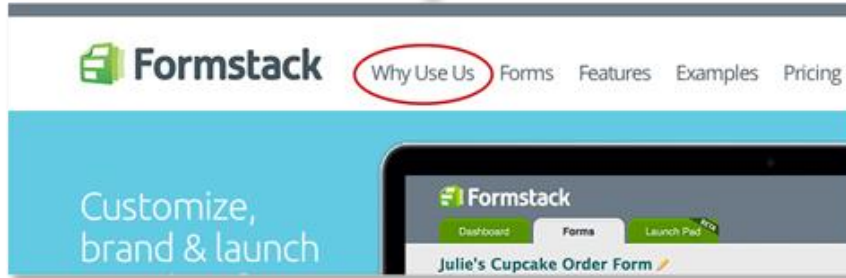 Formstack Why Use Us Forms Features Examples Pricing
Customize,
brand & launch
Formstack
Dashboard Forms Launch Pad BETA
Julie's Cupcake Order Form